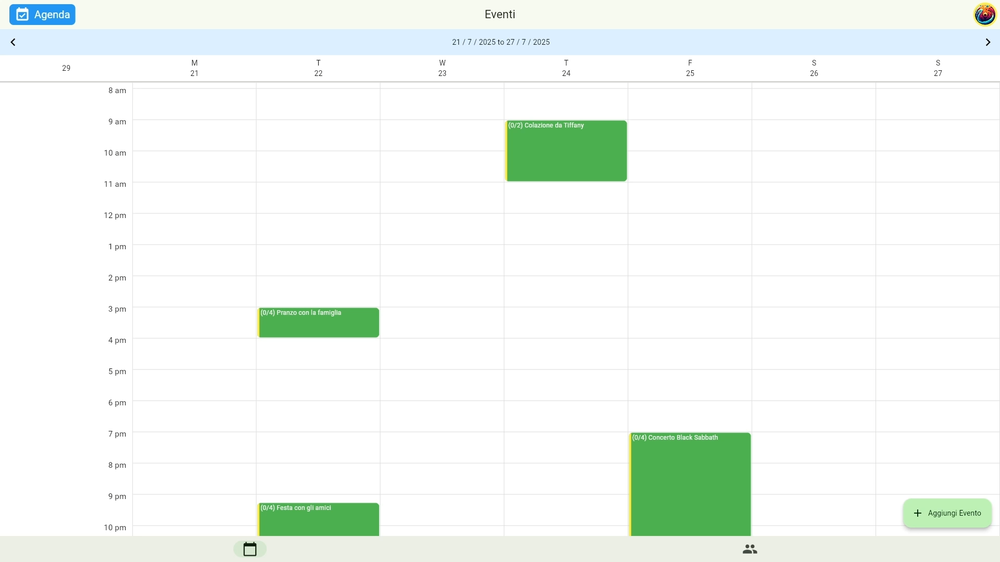 Agenda
Eventi
21 / 7 / 2025 to 27 / 7 / 2025
29
M
21
T
22
W
23
T
24
F
25
S
26
S
27
8 am
9 am
(0/2) Colazione da Tiffany
10 am
11 am
12 pm
1 pm
2 pm
3 pm
(0/4) Pranzo con la famiglia
4 pm
5 pm
6 pm
7 pm
(0/4) Concerto Black Sabbath
8 pm
9 pm
(0/4) Festa con gli amici
Aggiungi Evento
10 pm